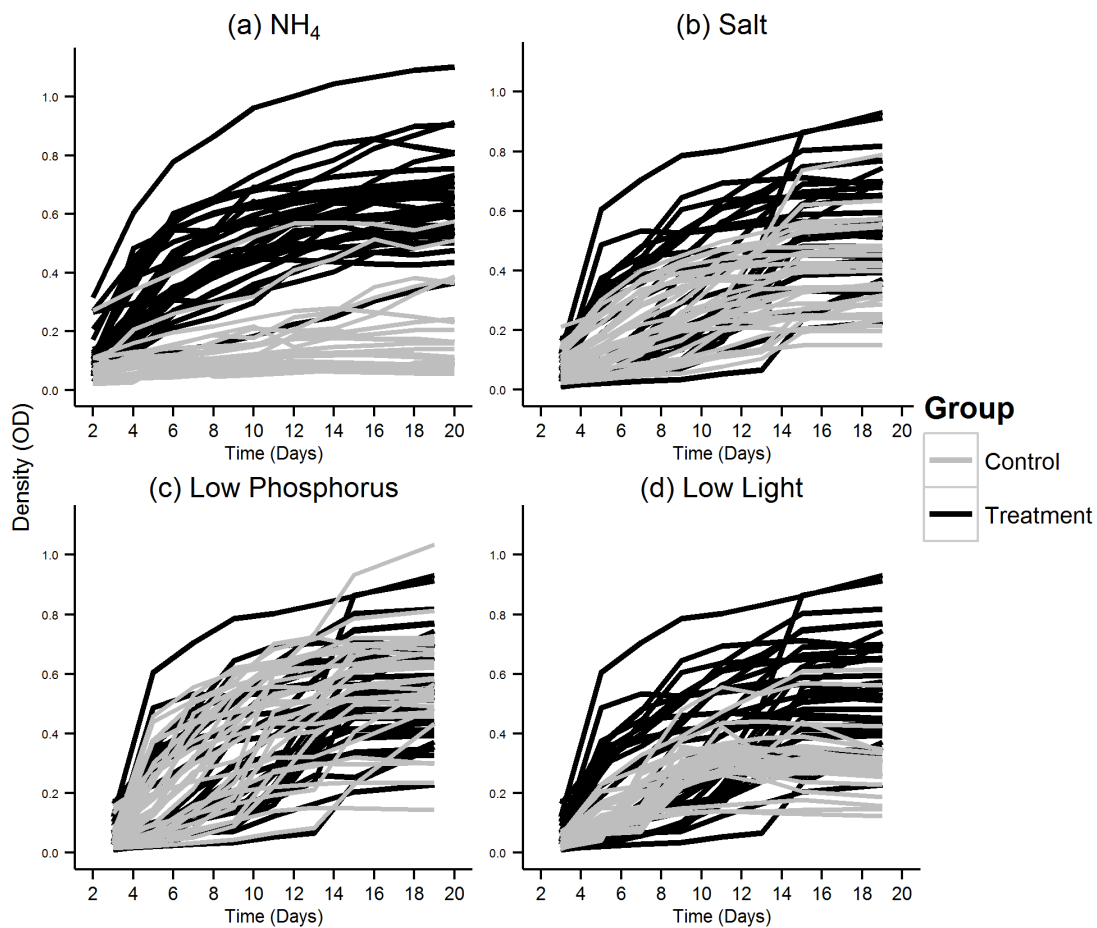 (a) NH₄
(b) Salt
1.0
0.8
0.6
0.4
0.2
0.0
2 4 6 8 10 12 14 16 18 20
Time (Days)
1.0
0.8
0.6
0.4
0.2
0.0
2 4 6 8 10 12 14 16 18 20
Time (Days)
Density (OD)
(c) Low Phosphorus
(d) Low Light
1.0
0.8
0.6
0.4
0.2
0.0
2 4 6 8 10 12 14 16 18 20
Time (Days)
1.0
0.8
0.6
0.4
0.2
0.0
2 4 6 8 10 12 14 16 18 20
Time (Days)
Group
Control
Treatment